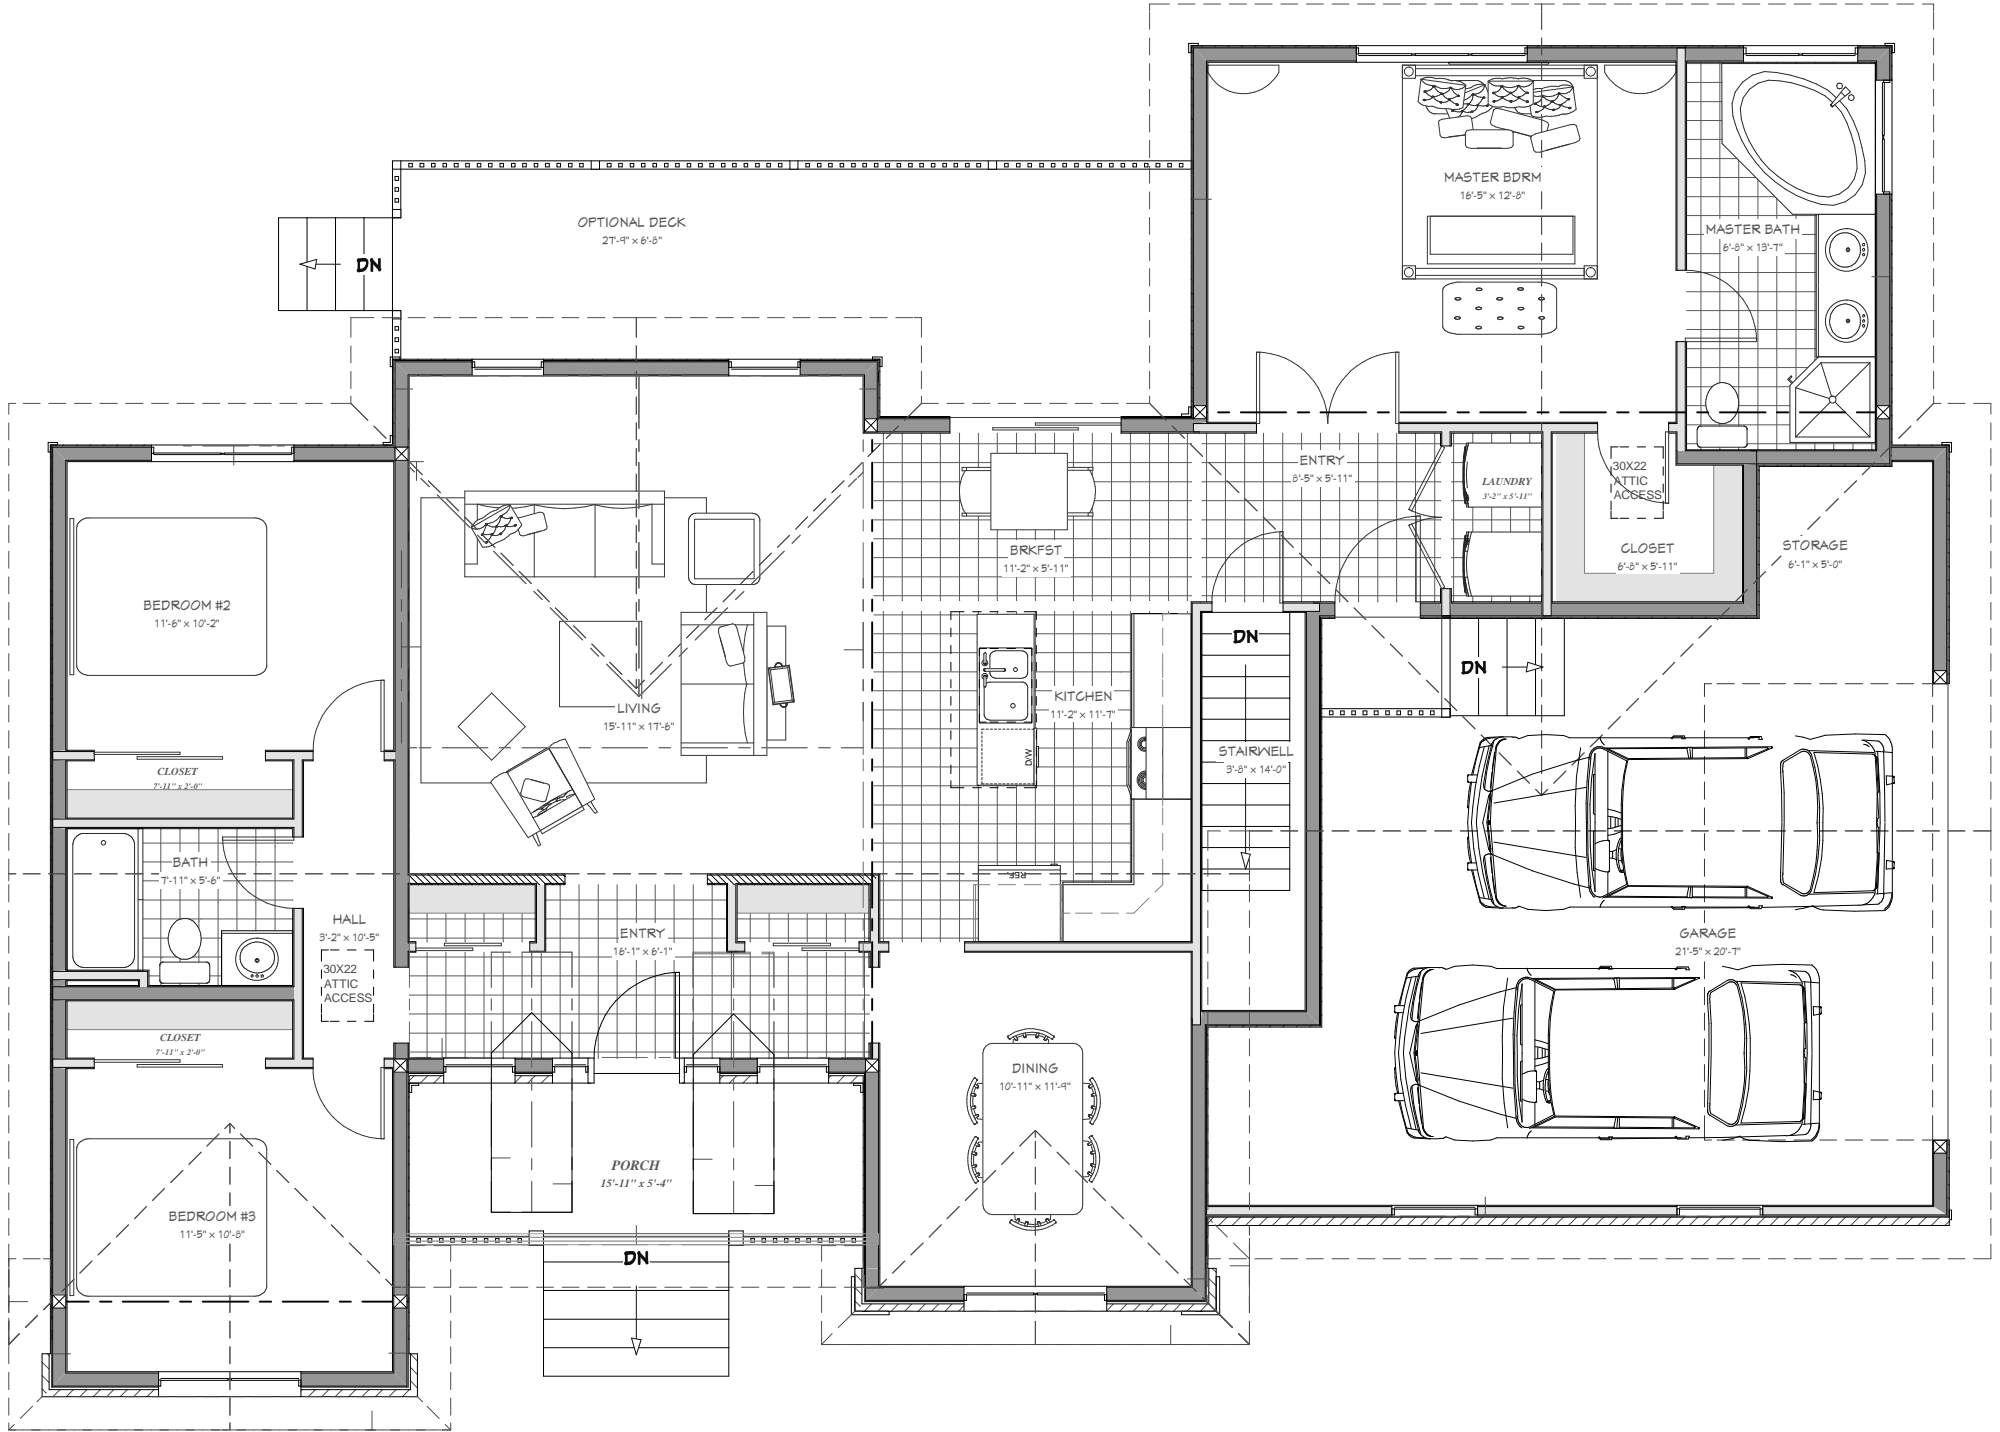 MASTER BDRM
16'-5" x 12'-8"
MASTER BATH
6'-8" x 13'-7"
OPTIONAL DECK
27'-9" x 6'-8"
DN
ENTRY
8'-5" x 5'-11"
LAUNDRY
3'-2" x 5'-11"
30X22
ATTIC
ACCESS
CLOSET
6'-8" x 5'-11"
STORAGE
6'-1" x 5'-0"
BRKFST
11'-2" x 5'-11"
BEDROOM #2
11'-6" x 10'-2"
DN
DN
LIVING
15'-11" x 17'-6"
KITCHEN
11'-2" x 11'-7"
D/W
STAIRWELL
3'-8" x 14'-0"
CLOSET
7'-11" x 2'-0"
BATH
7'-11" x 5'-6"
REF.
HALL
3'-2" x 10'-5"
ENTRY
16'-1" x 6'-1"
GARAGE
21'-5" x 20'-7"
30X22
ATTIC
ACCESS
CLOSET
7'-11" x 2'-0"
DINING
10'-11" x 11'-9"
PORCH
15'-11" x 5'-4"
BEDROOM #3
11'-5" x 10'-8"
DN